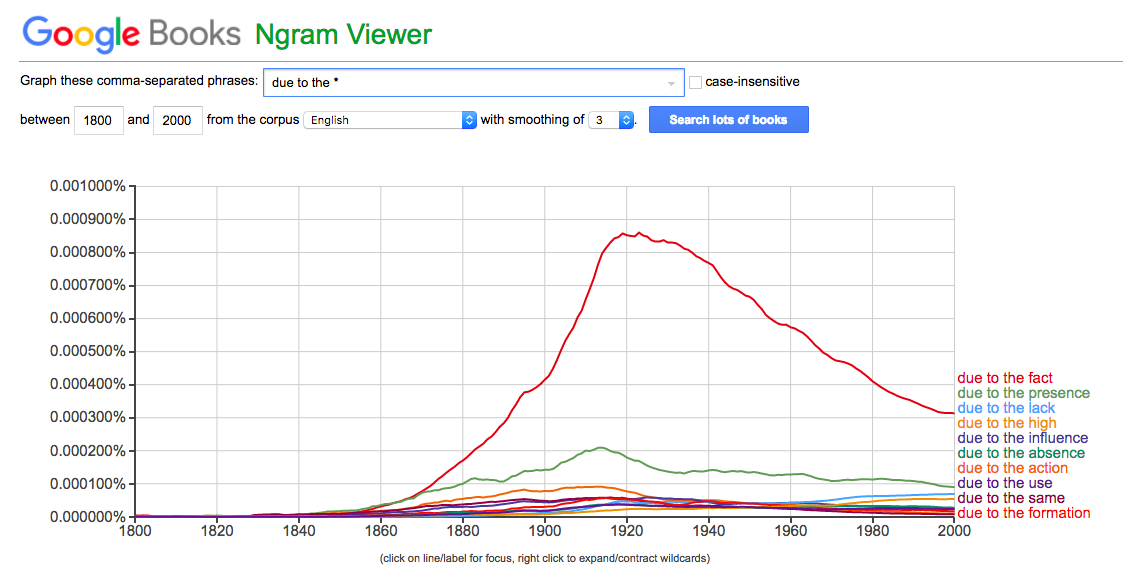 Google Books Ngram Viewer
Graph these comma-separated phrases: due to the * case-insensitive
between 1800 and 2000 from the corpus English with smoothing of 3 . Search lots of books
0.001000%
0.000900%
0.000800%
0.000700%
0.000600%
0.000500%
0.000400%
0.000300%
0.000200%
0.000100%
0.000000%
1800 1820 1840 1860 1880 1900 1920 1940 1960 1980 2000
due to the fact
due to the presence
due to the lack
due to the high
due to the influence
due to the absence
due to the action
due to the use
due to the same
due to the formation
(click on line/label for focus, right click to expand/contract wildcards)